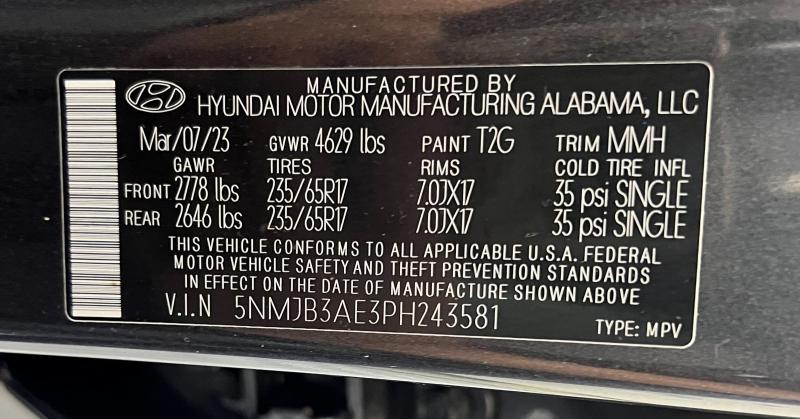 MANUFACTURED BY
HYUNDAI MOTOR MANUFACTURING ALABAMA, LLC
Mar/07/23 GVWR 4629 lbs PAINT T2G TRIM MMH
GAWR TIRES RIMS COLD TIRE INFL
FRONT 2778 lbs 235/65R17 7.0JX17 35 psi SINGLE
REAR 2646 lbs 235/65R17 7.0JX17 35 psi SINGLE
THIS VEHICLE CONFORMS TO ALL APPLICABLE U.S.A. FEDERAL
MOTOR VEHICLE SAFETY AND THEFT PREVENTION STANDARDS
IN EFFECT ON THE DATE OF MANUFACTURE SHOWN ABOVE
V.I.N 5NMJB3AE3PH243581
TYPE: MPV